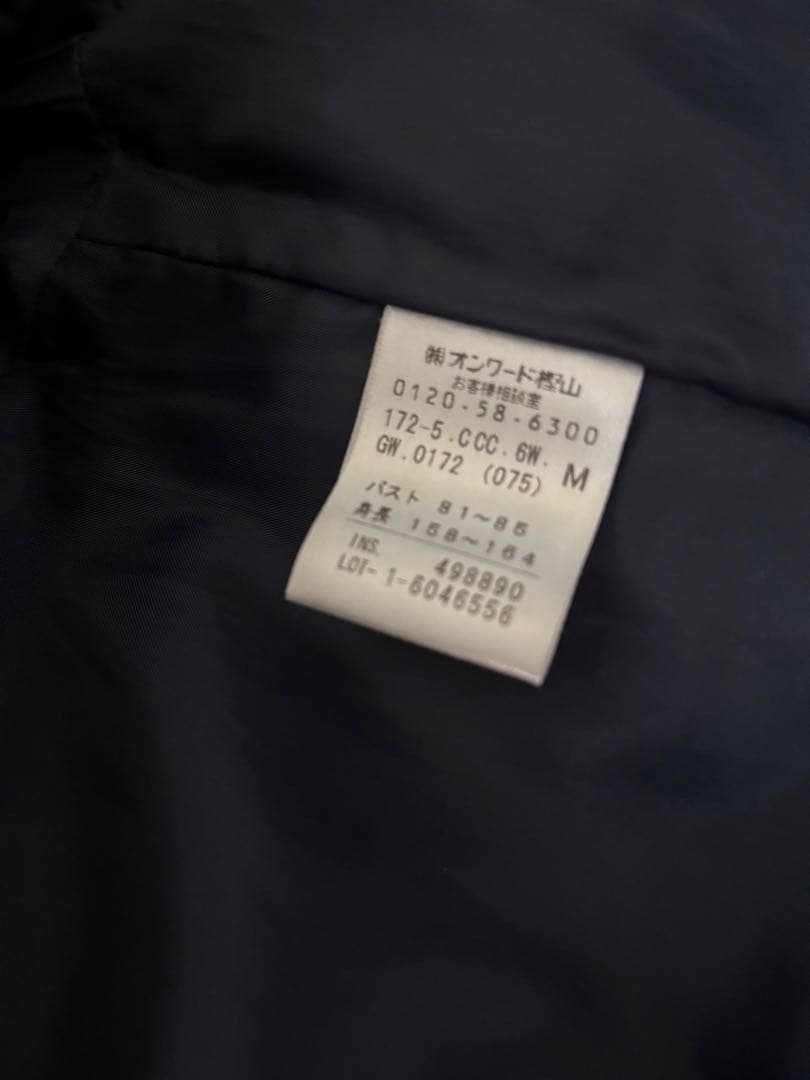 ㈱オンワード樫山
お客様相談室
0120・58・6300
172-5.CCC.6W. M
GW.0172 (075)
バスト 81～85
身長 158～164
INS. 498890
LOT- 1-6046556